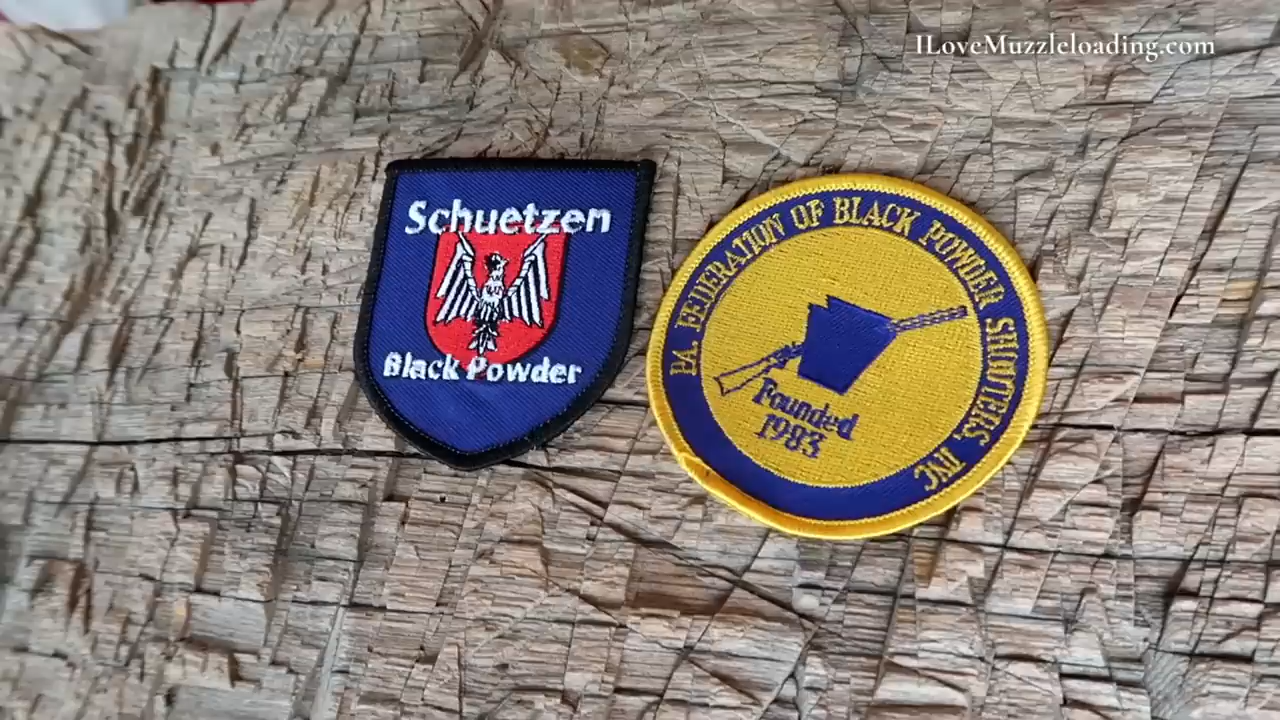 ILoveMuzzleloading.com
Schuetzen
Black Powder
PA. FEDERATION OF BLACK POWDER SHOOTERS, INC
Founded
1983